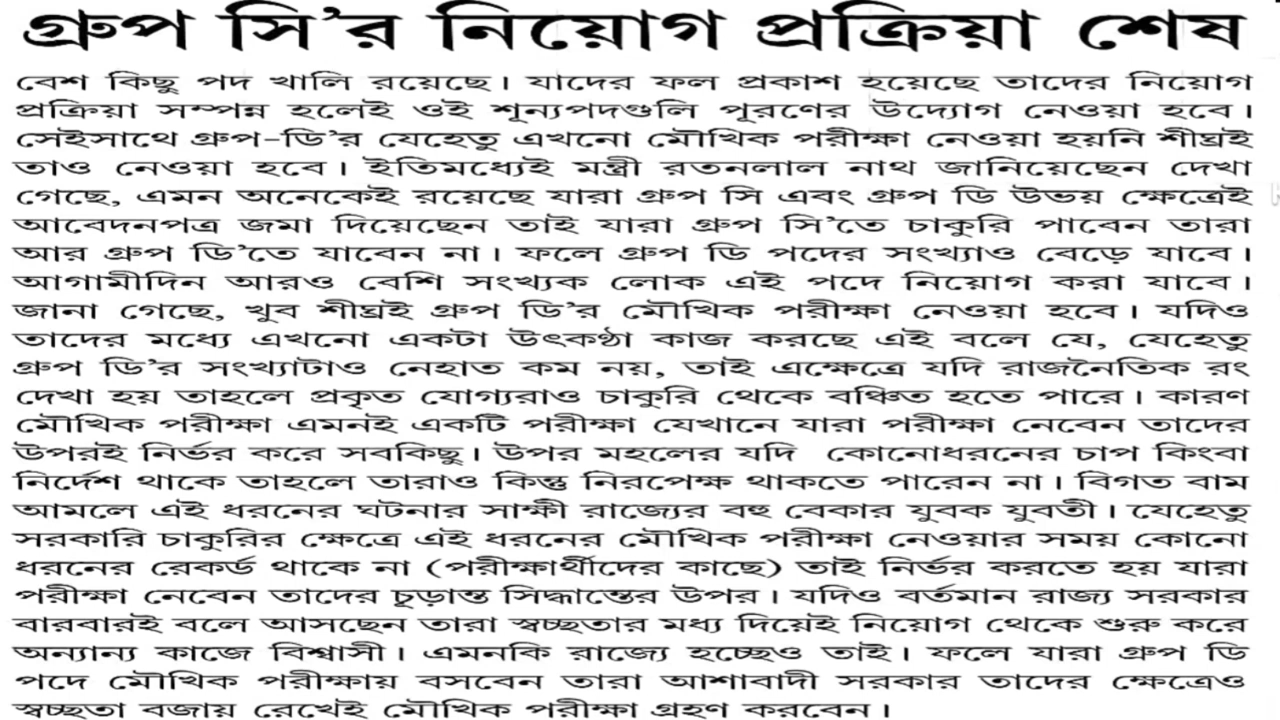 গ্রুপ সি'র নিয়োগ প্রক্রিয়া শেষ
বেশ কিছু পদ খালি রয়েছে। যাদের ফল প্রকাশ হয়েছে তাদের নিয়োগ
প্রক্রিয়া সম্পন্ন হলেই ওই শূন্যপদগুলি পূরণের উদ্যোগ নেওয়া হবে।
সেইসাথে গ্রুপ-ডি'র যেহেতু এখনো মৌখিক পরীক্ষা নেওয়া হয়নি শীঘ্রই
তাও নেওয়া হবে। ইতিমধ্যেই মন্ত্রী রতনলাল নাথ জানিয়েছেন দেখা
গেছে, এমন অনেকেই রয়েছে যারা গ্রুপ সি এবং গ্রুপ ডি উভয় ক্ষেত্রেই
আবেদনপত্র জমা দিয়েছেন তাই যারা গ্রুপ সি'তে চাকুরি পাবেন তারা
আর গ্রুপ ডি'তে যাবেন না। ফলে গ্রুপ ডি পদের সংখ্যাও বেড়ে যাবে।
আগামীদিন আরও বেশি সংখ্যক লোক এই পদে নিয়োগ করা যাবে।
জানা গেছে, খুব শীঘ্রই গ্রুপ ডি'র মৌখিক পরীক্ষা নেওয়া হবে। যদিও
তাদের মধ্যে এখনো একটা উৎকণ্ঠা কাজ করছে এই বলে যে, যেহেতু
গ্রুপ ডি'র সংখ্যাটাও নেহাত কম নয়, তাই এক্ষেত্রে যদি রাজনৈতিক রং
দেখা হয় তাহলে প্রকৃত যোগ্যরাও চাকুরি থেকে বঞ্চিত হতে পারে। কারণ
মৌখিক পরীক্ষা এমনই একটি পরীক্ষা যেখানে যারা পরীক্ষা নেবেন তাদের
উপরই নির্ভর করে সবকিছু। উপর মহলের যদি কোনোধরনের চাপ কিংবা
নির্দেশ থাকে তাহলে তারাও কিন্তু নিরপেক্ষ থাকতে পারেন না। বিগত বাম
আমলে এই ধরনের ঘটনার সাক্ষী রাজ্যের বহু বেকার যুবক যুবতী। যেহেতু
সরকারি চাকুরির ক্ষেত্রে এই ধরনের মৌখিক পরীক্ষা নেওয়ার সময় কোনো
ধরনের রেকর্ড থাকে না (পরীক্ষার্থীদের কাছে) তাই নির্ভর করতে হয় যারা
পরীক্ষা নেবেন তাদের চূড়ান্ত সিদ্ধান্তের উপর। যদিও বর্তমান রাজ্য সরকার
বারবারই বলে আসছেন তারা স্বচ্ছতার মধ্য দিয়েই নিয়োগ থেকে শুরু করে
অন্যান্য কাজে বিশ্বাসী। এমনকি রাজ্যে হচ্ছেও তাই। ফলে যারা গ্রুপ ডি
পদে মৌখিক পরীক্ষায় বসবেন তারা আশাবাদী সরকার তাদের ক্ষেত্রেও
স্বচ্ছতা বজায় রেখেই মৌখিক পরীক্ষা গ্রহণ করবেন।